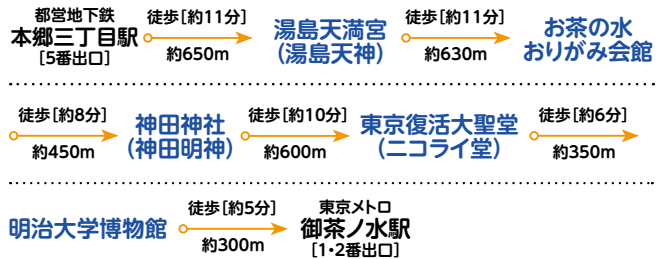 都営地下鉄
本郷三丁目駅
[5番出口]
徒歩[約11分]
約650m
湯島天満宮
(湯島天神)
徒歩[約11分]
約630m
お茶の水
おりがみ会館
徒歩[約8分]
約450m
神田神社
(神田明神)
徒歩[約10分]
約600m
東京復活大聖堂
(ニコライ堂)
徒歩[約6分]
約350m
明治大学博物館
徒歩[約5分]
約300m
東京メトロ
御茶ノ水駅
[1・2番出口]